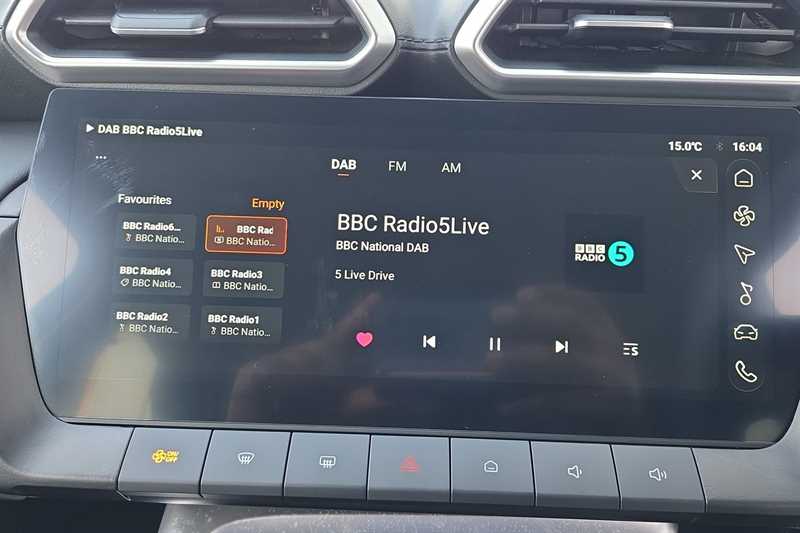 DAB BBC Radio5Live
15.0℃ 16:04
...
DAB FM AM
Favourites Empty
BBC Radio6...
BBC Natio...
BBC Rad
BBC Natio...
BBC Radio4
BBC Natio...
BBC Radio3
BBC Natio...
BBC Radio2
BBC Natio...
BBC Radio1
BBC Natio...
BBC Radio5Live
BBC National DAB
5 Live Drive
BBC
RADIO 5
S
ON/
OFF